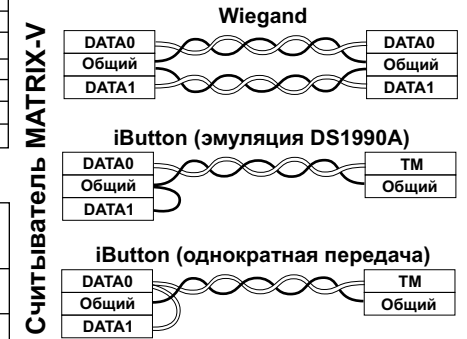 Считыватель MATRIX-V
Wiegand
DATA0 DATA0
Общий Общий
DATA1 DATA1
iButton (эмуляция DS1990A)
DATA0 TM
Общий Общий
DATA1
iButton (однократная передача)
DATA0 TM
Общий Общий
DATA1